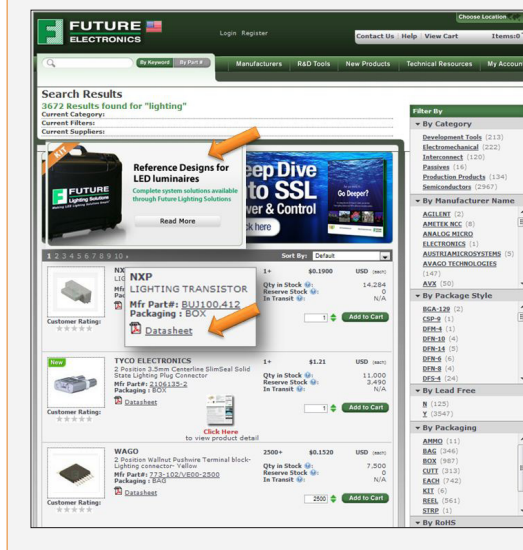 Choose Location
FUTURE
ELECTRONICS
Login Register
Contact Us Help View Cart Items:0
By Keyword By Part #
Manufacturers R&D Tools New Products Technical Resources My Accoun
Search Results
3672 Results found for "lighting"
Current Category:
Current Filters:
Current Suppliers:
KIT
FUTURE
Lighting Solutions
Reference Designs for
LED luminaires
Complete system solutions available
through Future Lighting Solutions
Read More
eep Dive
to SSL
er & Control
k here
Go Deeper?
1 2 3 4 5 6 7 8 9 10 ›
Sort By: Default
NXP
LIGHTING TRANSISTOR
Mfr Part#: BUJ100,412
Packaging : BOX
Datasheet
1+ $0.1900 USD
Qty in Stock : 14,284
Reserve Stock : 0
In Transit : N/A
1 Add to Cart
Customer Rating:
New
TYCO ELECTRONICS
2 Position 3.5mm Centerline SlimSeal Solid
State Lighting Plug Connector
Mfr Part#: 2106135-2
Packaging : BOX
Datasheet
1+ $1.21 USD
Qty in Stock : 11,000
Reserve Stock : 3,490
In Transit : N/A
1 Add to Cart
Customer Rating:
Click Here
to view product detail
WAGO
2 Position Wallnut Pushwire Terminal block-
Lighting connector- Yellow
Mfr Part#: 773-102/VE00-2500
Packaging : BAG
Datasheet
2500+ $0.1520 USD
Qty in Stock : 7,500
Reserve Stock : 0
In Transit : N/A
2500 Add to Cart
Customer Rating:
Filter By
By Category
Development Tools (213)
Electromechanical (222)
Interconnect (120)
Passives (16)
Production Products (134)
Semiconductors (2967)
By Manufacturer Name
AGILENT (2)
AMETEK NCC (8)
ANALOG MICRO
ELECTRONICS (1)
AUSTRIAMICROSYSTEMS (5)
AVAGO TECHNOLOGIES
(147)
AVX (50)
By Package Style
BGA-128 (2)
CSP-9 (1)
DFM-4 (1)
DFN-10 (4)
DFN-14 (5)
DFN-6 (6)
DFN-8 (4)
DFS-4 (24)
By Lead Free
N (125)
Y (3547)
By Packaging
AMMO (11)
BAG (346)
BOX (987)
CUTT (313)
EACH (742)
KIT (6)
REEL (561)
STRP (1)
By RoHS